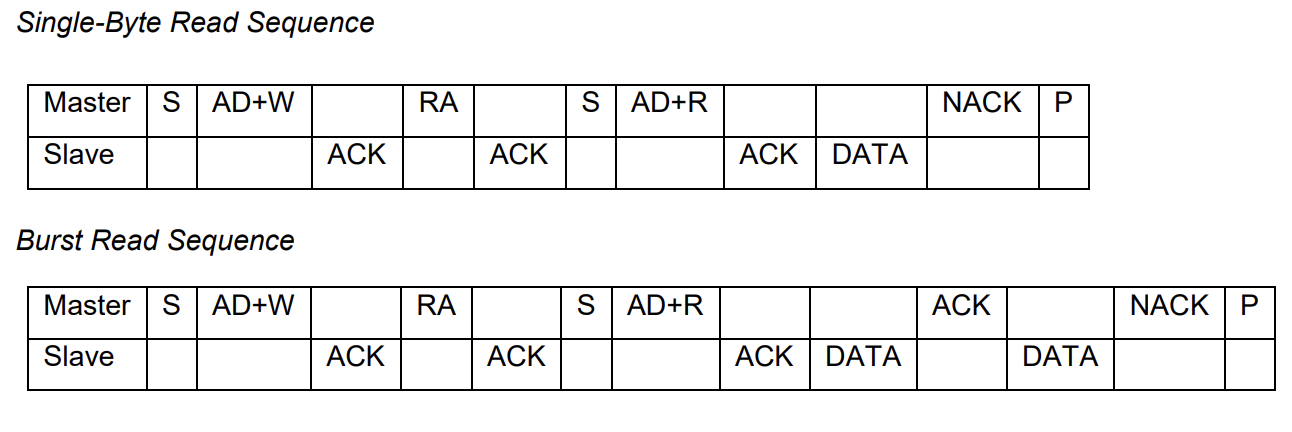 Single-Byte Read Sequence
Master S AD+W RA S AD+R NACK P
Slave ACK ACK ACK DATA
Burst Read Sequence
Master S AD+W RA S AD+R ACK NACK P
Slave ACK ACK ACK DATA DATA